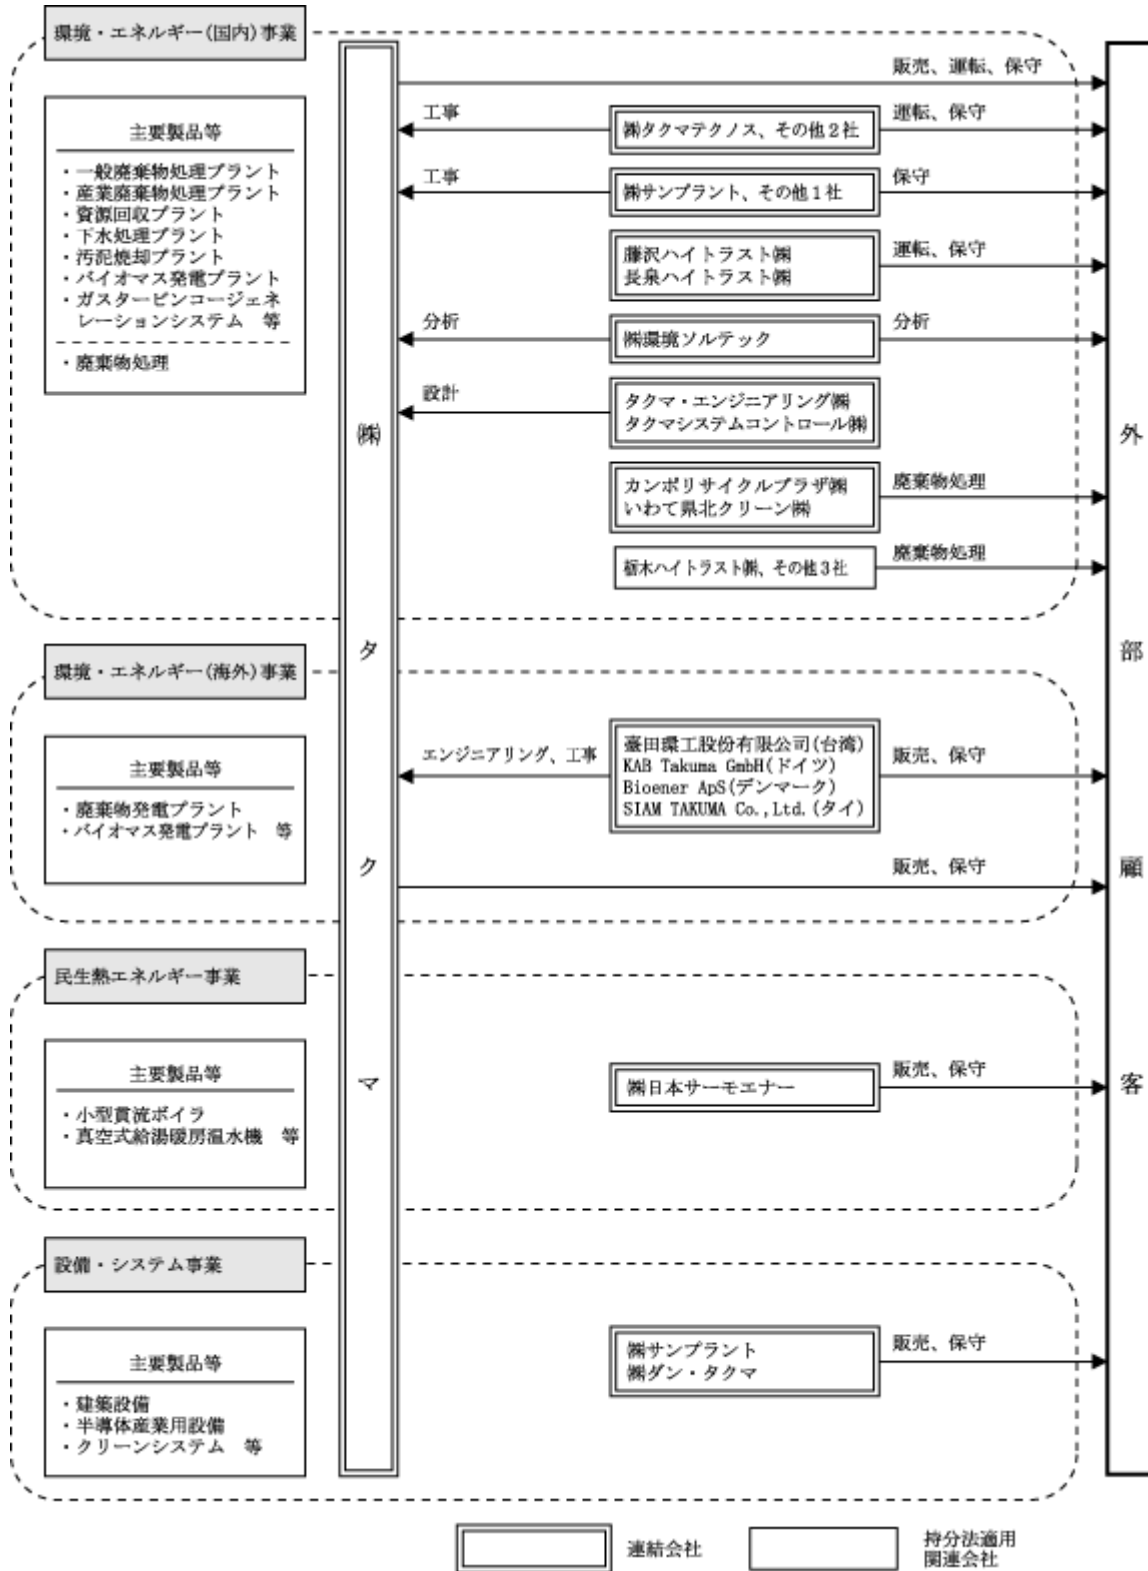 環境・エネルギー(国内)事業
主要製品等
・一般廃棄物処理プラント
・産業廃棄物処理プラント
・資源回収プラント
・下水処理プラント
・汚泥焼却プラント
・バイオマス発電プラント
・ガスタービンコージェネ
レーションシステム 等
・廃棄物処理
販売、運転、保守
工事
㈱タクマテクノス、その他2社
運転、保守
工事
㈱サンプラント、その他1社
保守
藤沢ハイトラスト㈱
長泉ハイトラスト㈱
運転、保守
分析
㈱環境ソルテック
分析
設計
タクマ・エンジニアリング㈱
タクマシステムコントロール㈱
カンポリサイクルプラザ㈱
いわて県北クリーン㈱
廃棄物処理
栃木ハイトラスト㈱、その他3社
廃棄物処理
㈱タクマ
外部顧客
環境・エネルギー(海外)事業
主要製品等
・廃棄物発電プラント
・バイオマス発電プラント 等
エンジニアリング、工事
臺田環工股份有限公司(台湾)
KAB Takuma GmbH(ドイツ)
Bioener ApS(デンマーク)
SIAM TAKUMA Co.,Ltd.(タイ)
販売、保守
販売、保守
民生熱エネルギー事業
主要製品等
・小型貫流ボイラ
・真空式給湯暖房温水機 等
㈱日本サーモエナー
販売、保守
設備・システム事業
主要製品等
・建築設備
・半導体産業用設備
・クリーンシステム 等
㈱サンプラント
㈱ダン・タクマ
販売、保守
連結会社
持分法適用
関連会社